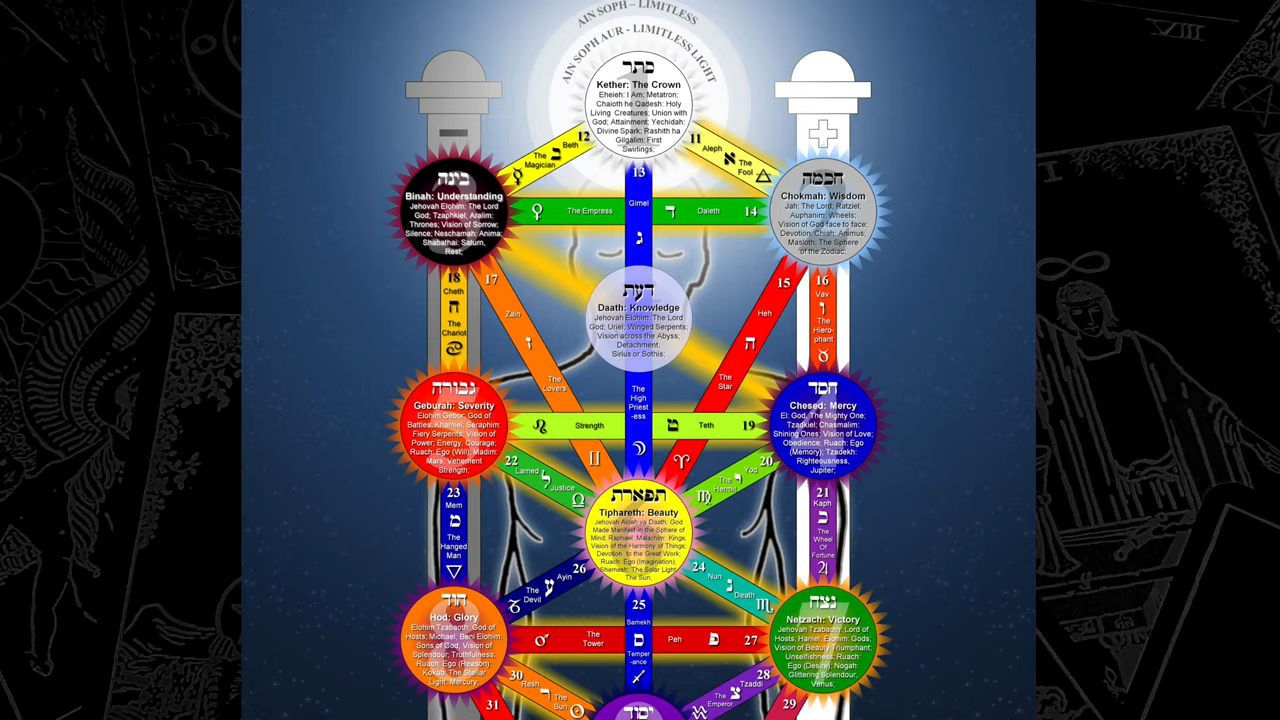 AIN SOPH – LIMITLESS
AIN SOPH AUR - LIMITLESS LIGHT
כתר
Kether: The Crown
Eheieh: I Am; Metatron;
Chaioth he Qadesh: Holy
Living Creatures; Union with
God; Attainment; Yechidah:
Divine Spark; Rashith ha
Gilgalim: First
Swirlings;
12
Beth
ב
The
Magician
☿
11
Aleph
א
The
Fool
🜁
בינה
Binah: Understanding
Jehovah Elohim: The Lord
God; Tzaphkiel; Aralim:
Thrones; Vision of Sorrow;
Silence; Neschamah: Anima;
Shabathai: Saturn,
Rest;
חכמה
Chokmah: Wisdom
Jah: The Lord; Ratziel;
Auphanim: Wheels;
Vision of God face to face;
Devotion; Chiah: Animus;
Masloth: The Sphere
of the Zodiac;
13
Gimel
ג
The
High
Priest
-ess
☽
♀ The Empress ד Daleth 14
דעת
Daath: Knowledge
Jehovah Elohim: The Lord
God; Uriel; Winged Serpents;
Vision across the Abyss;
Detachment;
Sirius or Sothis;
18
Cheth
ח
The
Chariot
♋
17
Zain
ז
The
Lovers
♊
15
Heh
ה
The
Star
♈
16
Vav
ו
The
Hiero-
phant
♉
גבורה
Geburah: Severity
Elohim Gebor: God of
Battles; Khamiel; Seraphim:
Fiery Serpents; Vision of
Power; Energy, Courage;
Ruach: Ego (Will); Madim:
Mars, Vehement
Strength;
♌ Strength ט Teth 19
חסד
Chesed: Mercy
El: God, The Mighty One;
Tzadkiel; Chasmalim:
Shining Ones; Vision of Love;
Obedience; Ruach: Ego
(Memory); Tzadekh:
Righteousness,
Jupiter;
22
Lamed
ל
Justice
♎
20
Yod
י
The
Hermit
♍
תפארת
Tiphareth: Beauty
Jehovah Aloah va Daath: God
Made Manifest in the Sphere of
Mind; Raphael; Malachim: Kings;
Vision of the Harmony of Things;
Devotion to the Great Work;
Ruach: Ego (Imagination);
Shemesh: The Solar Light,
The Sun;
23
Mem
מ
The
Hanged
Man
▽
21
Kaph
כ
The
Wheel
Of
Fortune
♃
26
Ayin
ע
The
Devil
♑
24
Nun
נ
Death
♏
25
Samekh
ס
Temper
-ance
♐
הוד
Hod: Glory
Elohim Tzabaoth: God of
Hosts; Michael; Beni Elohim:
Sons of God; Vision of
Splendour; Truthfulness;
Ruach: Ego (Reason);
Kokab: The Stellar
Light, Mercury;
♂ The
Tower
Peh פ 27
נצח
Netzach: Victory
Jehovah Tzabaoth: Lord of
Hosts; Haniel; Elohim: Gods;
Vision of Beauty Triumphant;
Unselfishness; Ruach:
Ego (Desire); Nogah:
Glittering Splendour,
Venus;
30
Resh
ר
The
Sun
☉
28
Tzaddi
צ
The
Emperor
♒
31
יסוד
29